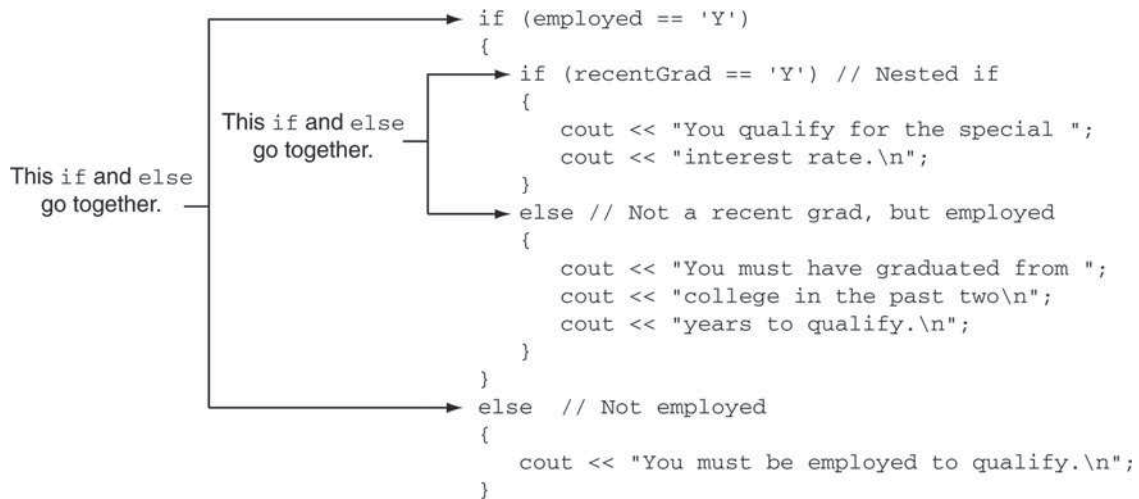 if (employed == 'Y')
{
if (recentGrad == 'Y') // Nested if
{
cout << "You qualify for the special ";
cout << "interest rate.\n";
}
else // Not a recent grad, but employed
{
cout << "You must have graduated from ";
cout << "college in the past two\n";
cout << "years to qualify.\n";
}
}
else  // Not employed
{
cout << "You must be employed to qualify.\n";
}
This if and else
go together.
This if and else
go together.